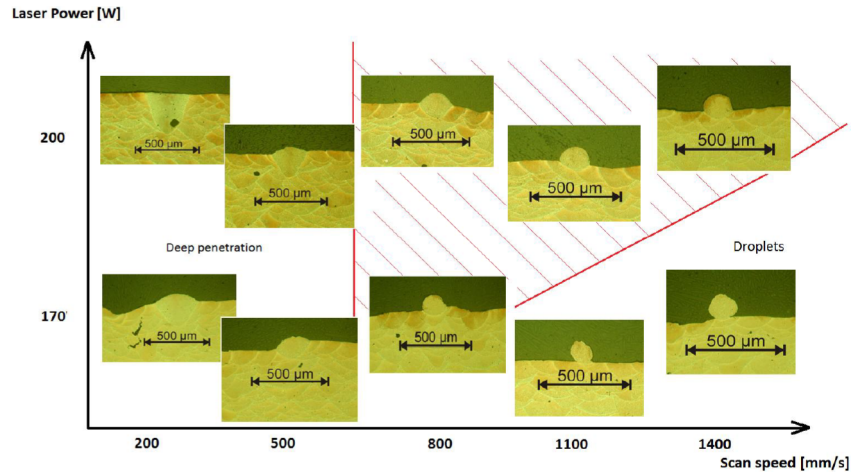 Laser Power [W]
200
500 µm
500 µm
500 µm
500 µm
500 µm
Deep penetration
Droplets
170
500 µm
500 µm
500 µm
500 µm
500 µm
200
500
800
1100
1400
Scan speed [mm/s]